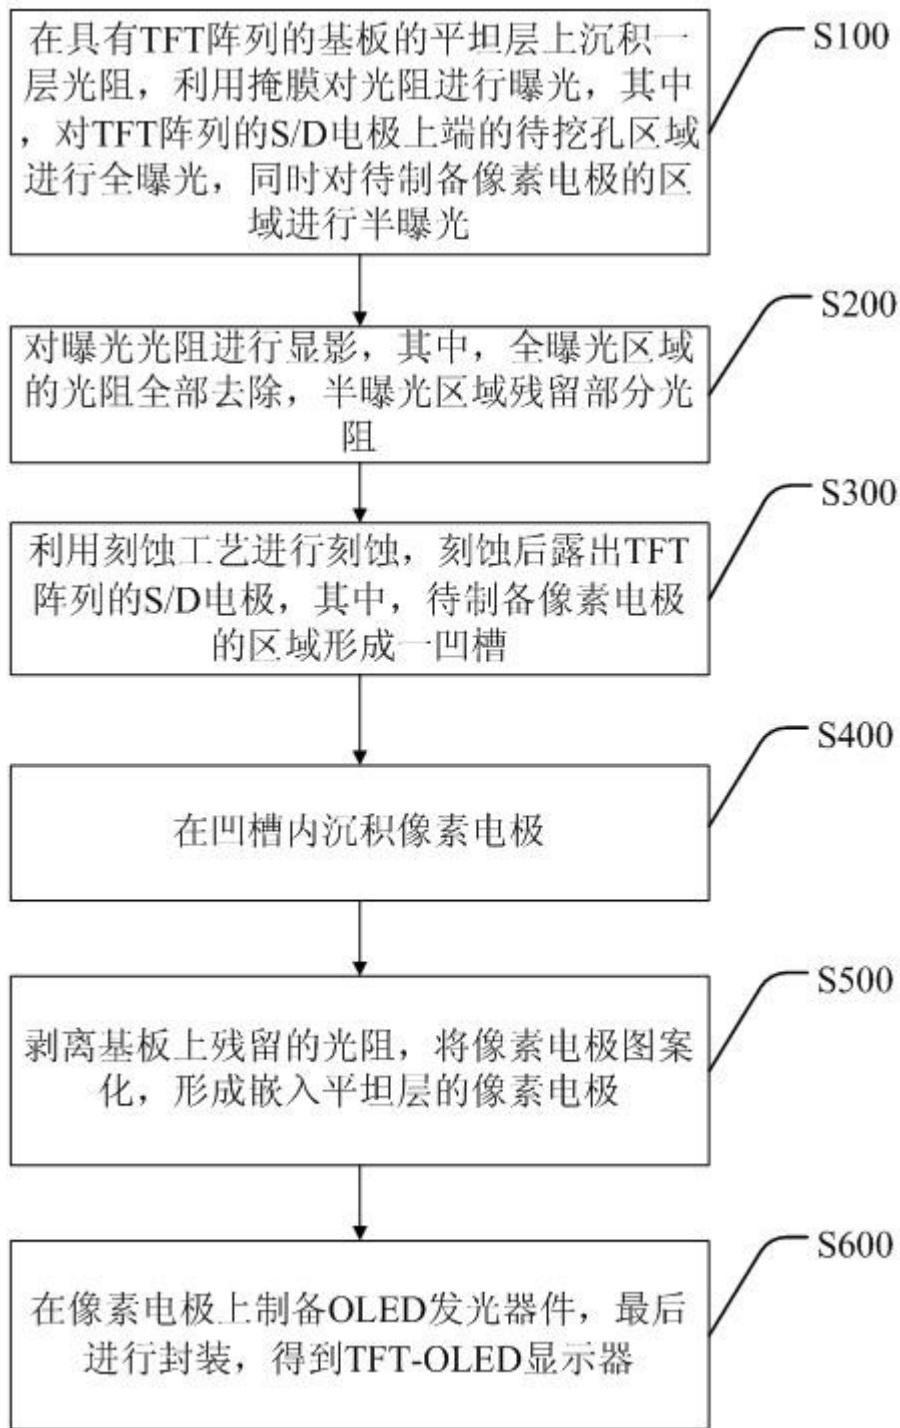 在具有TFT阵列的基板的平坦层上沉积一
层光阻，利用掩膜对光阻进行曝光，其中
，对TFT阵列的S/D电极上端的待挖孔区域
进行全曝光，同时对待制备像素电极的区
域进行半曝光
S100
对曝光光阻进行显影，其中，全曝光区域
的光阻全部去除，半曝光区域残留部分光
阻
S200
利用刻蚀工艺进行刻蚀，刻蚀后露出TFT
阵列的S/D电极，其中，待制备像素电极
的区域形成一凹槽
S300
在凹槽内沉积像素电极
S400
剥离基板上残留的光阻，将像素电极图案
化，形成嵌入平坦层的像素电极
S500
在像素电极上制备OLED发光器件，最后
进行封装，得到TFT-OLED显示器
S600